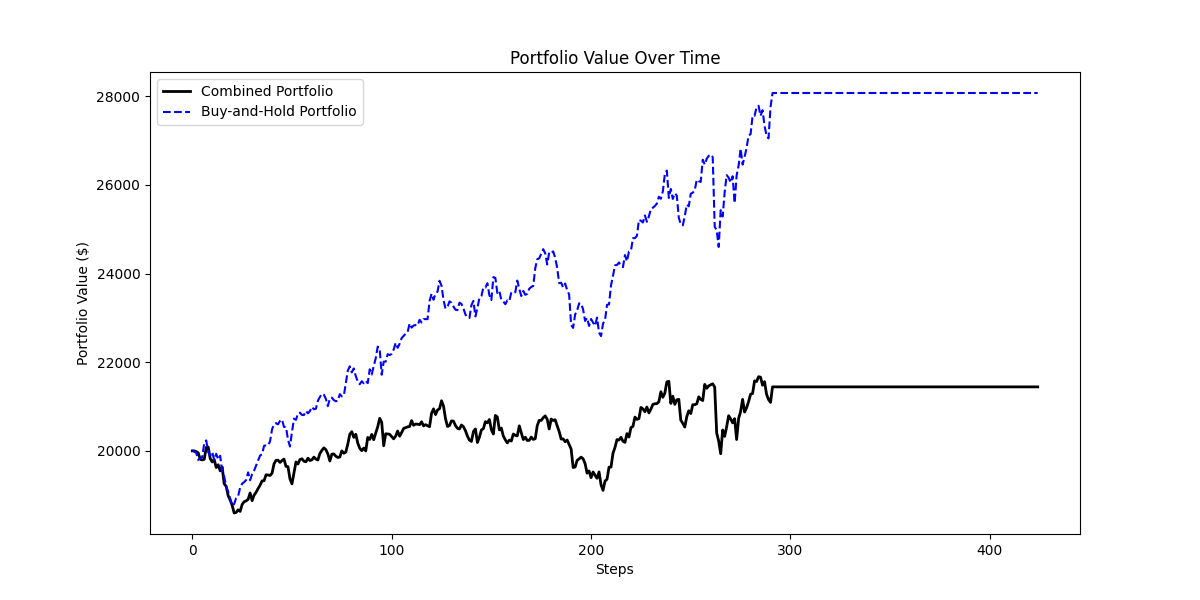 Portfolio Value Over Time
Combined Portfolio
Buy-and-Hold Portfolio
Portfolio Value ($)
28000
26000
24000
22000
20000
0 100 200 300 400
Steps